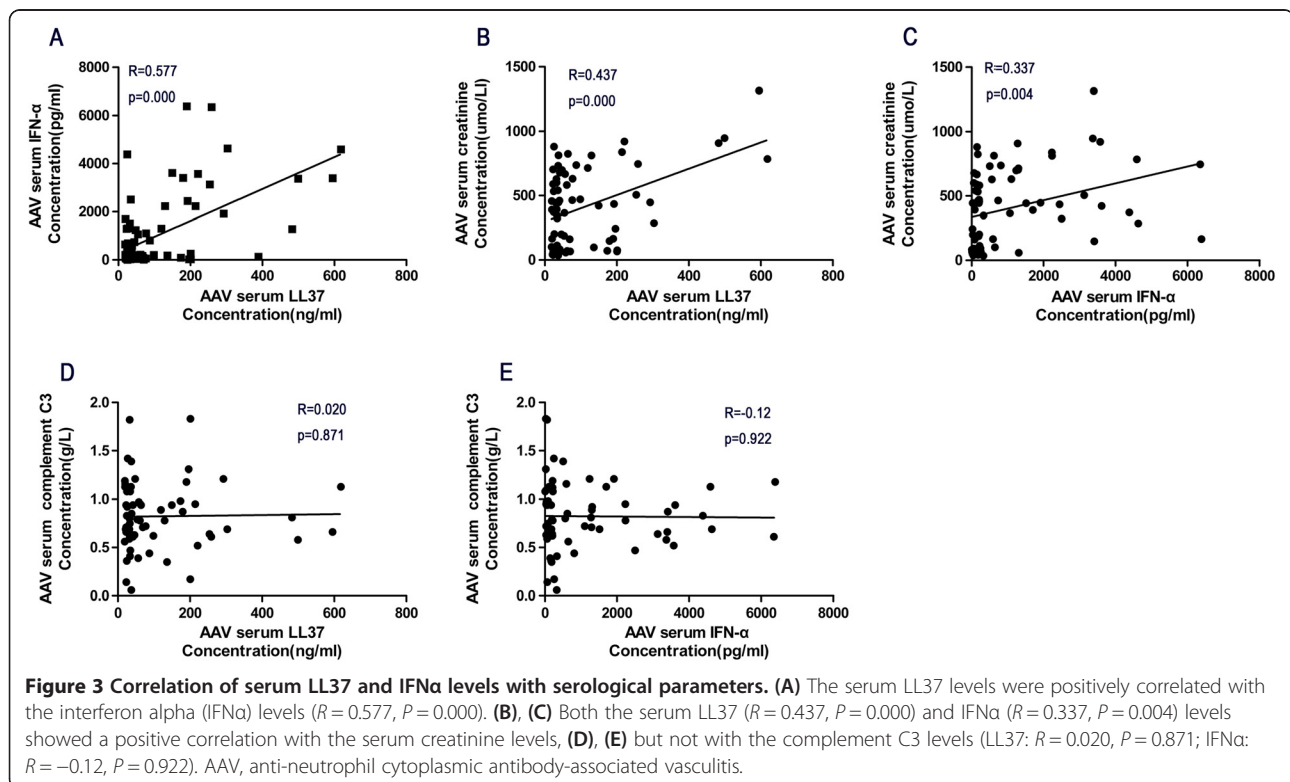 A
R=0.577
p=0.000
AAV serum IFN-α
Concentration(pg/ml)
8000
6000
4000
2000
0
0 200 400 600 800
AAV serum LL37
Concentration(ng/ml)
B
R=0.437
p=0.000
AAV serum creatinine
Concentration(umo/Ll)
1500
1000
500
0
0 200 400 600 800
AAV serum LL37
Concentration(ng/ml)
C
R=0.337
p=0.004
AAV serum creatinine
Concentration(umo/L)
1500
1000
500
0
0 2000 4000 6000 8000
AAV serum IFN-α
Concentration(pg/ml)
D
R=0.020
p=0.871
AAV serum complement C3
Concentration(g/L)
2.0
1.5
1.0
0.5
0.0
0 200 400 600 800
AAV serum LL37
Concentration(ng/ml)
E
R=-0.12
p=0.922
AAV serum complement C3
Concentration(g/L)
2.0
1.5
1.0
0.5
0.0
0 2000 4000 6000 8000
AAV serum IFN-α
Concentration(pg/ml)
Figure 3 Correlation of serum LL37 and IFNα levels with serological parameters. (A) The serum LL37 levels were positively correlated with
the interferon alpha (IFNα) levels (R = 0.577, P = 0.000). (B), (C) Both the serum LL37 (R = 0.437, P = 0.000) and IFNα (R = 0.337, P = 0.004) levels
showed a positive correlation with the serum creatinine levels, (D), (E) but not with the complement C3 levels (LL37: R = 0.020, P = 0.871; IFNα:
R = −0.12, P = 0.922). AAV, anti-neutrophil cytoplasmic antibody-associated vasculitis.